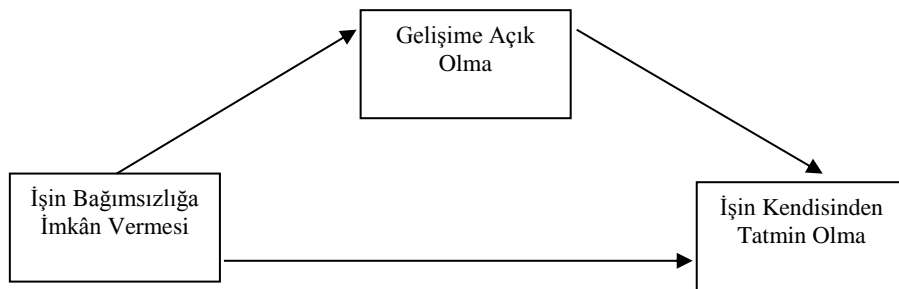 Gelişime Açık
Olma
İşin Bağımsızlığa
İmkân Vermesi
İşin Kendisinden
Tatmin Olma